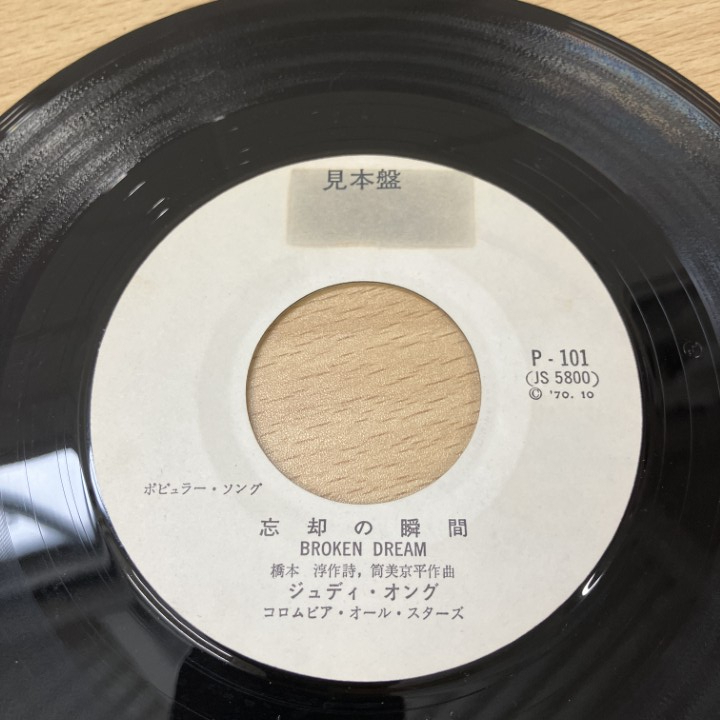 見本盤
P - 101
(JS 5800)
© '70. 10
ポピュラー・ソング
忘却の瞬間
BROKEN DREAM
橋本 淳作詩, 筒美京平作曲
ジュディ・オング
コロムビア・オール・スターズ